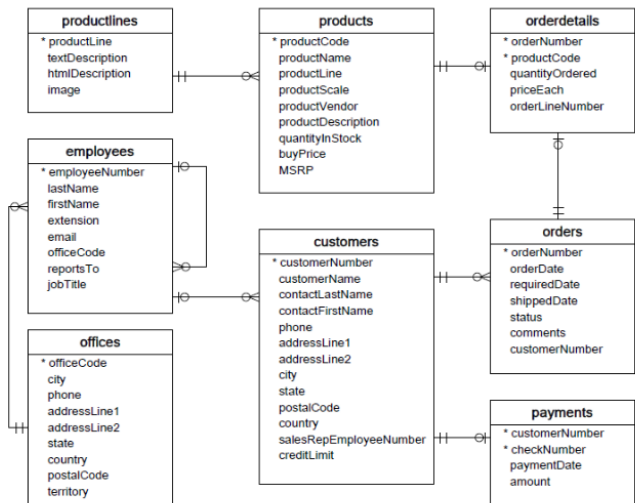 productlines
* productLine
textDescription
htmlDescription
image
products
* productCode
productName
productLine
productScale
productVendor
productDescription
quantityInStock
buyPrice
MSRP
orderdetails
* orderNumber
* productCode
quantityOrdered
priceEach
orderLineNumber
employees
* employeeNumber
lastName
firstName
extension
email
officeCode
reportsTo
jobTitle
customers
* customerNumber
customerName
contactLastName
contactFirstName
phone
addressLine1
addressLine2
city
state
postalCode
country
salesRepEmployeeNumber
creditLimit
orders
* orderNumber
orderDate
requiredDate
shippedDate
status
comments
customerNumber
offices
* officeCode
city
phone
addressLine1
addressLine2
state
country
postalCode
territory
payments
* customerNumber
* checkNumber
paymentDate
amount